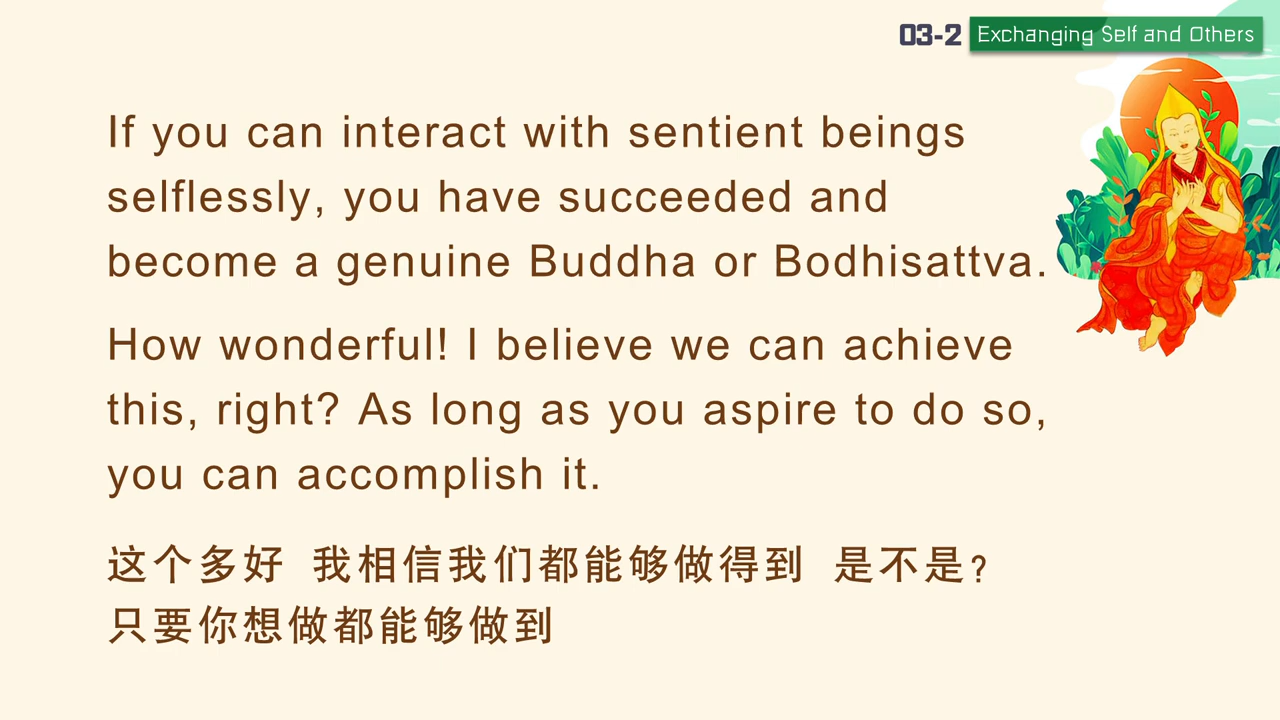 03-2 Exchanging Self and Others
If you can interact with sentient beings
selflessly, you have succeeded and
become a genuine Buddha or Bodhisattva.
How wonderful! I believe we can achieve
this, right? As long as you aspire to do so,
you can accomplish it.
这个多好 我相信我们都能够做得到 是不是?
只要你想做都能够做到